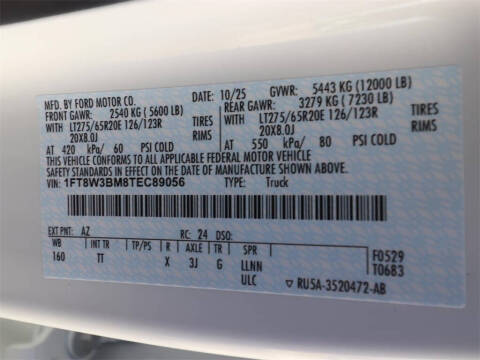 MFG. BY FORD MOTOR CO. 10/25 GVWR: 5443 KG (12000 LB)
FRONT GAWR: 2540 KG (5600 LB) REAR GAWR: 3279 KG (7230 LB)
WITH LT275/65R20E 126/123R TIRES WITH LT275/65R20E 126/123R TIRES
20X8.0J RIMS 20X8.0J RIMS
AT 420 kPa/ 60 PSI COLD AT 550 kPa/ 80 PSI COLD
THIS VEHICLE CONFORMS TO ALL APPLICABLE FEDERAL MOTOR VEHICLE
SAFETY STANDARDS IN EFFECT ON THE DATE OF MANUFACTURE SHOWN ABOVE.
VIN: 1FT8W3BM8TEC89056 TYPE: Truck
EXT PNT: AZ RC: 24 DSO:
WB INT TR TP/PS R AXLE TR SPR F0529
160 TT X 3J G LLNN T0683
ULC RU5A-3520472-AB